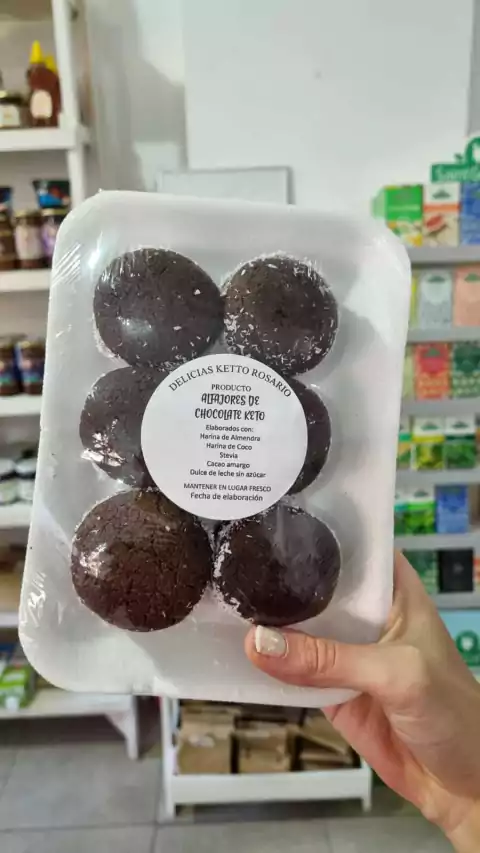 DELICIAS KETTO ROSARIO
PRODUCTO
ALFAJORES DE
CHOCOLATE KETO
Elaborados con:
Harina de Almendra
Harina de Coco
Stevia
Cacao amargo
Dulce de leche sin azúcar
MANTENER EN LUGAR FRESCO
Fecha de elaboración